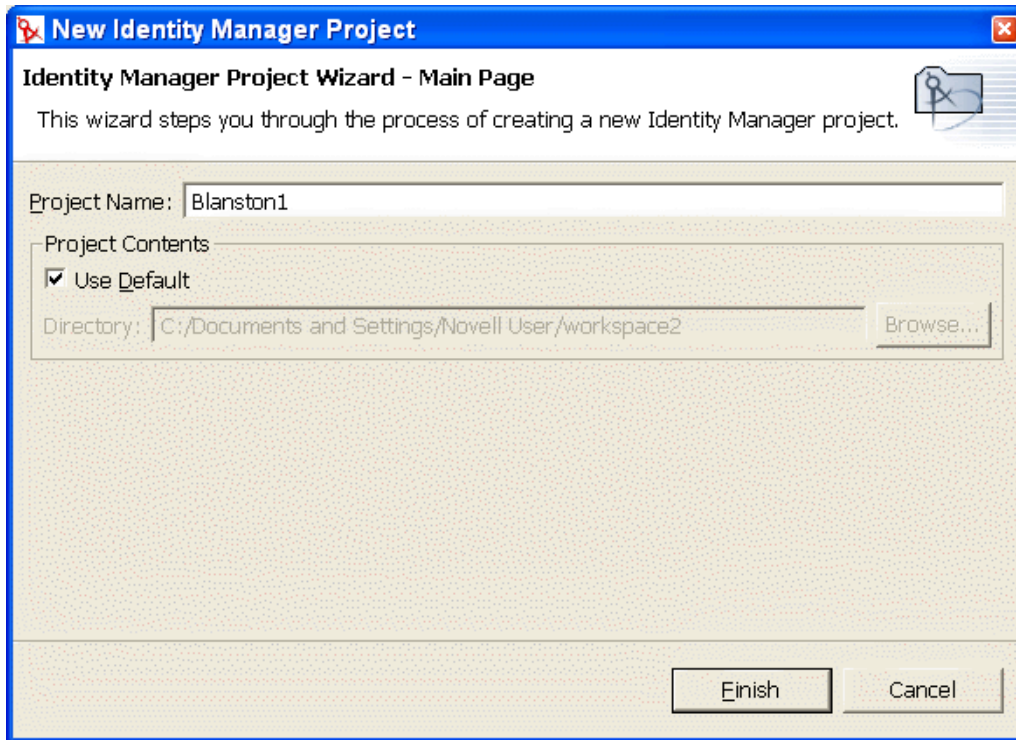 New Identity Manager Project
Identity Manager Project Wizard - Main Page
This wizard steps you through the process of creating a new Identity Manager project.
Project Name: Blanston1
Project Contents
Use Default
Directory: C:/Documents and Settings/Novell User/workspace2 Browse...
Finish Cancel